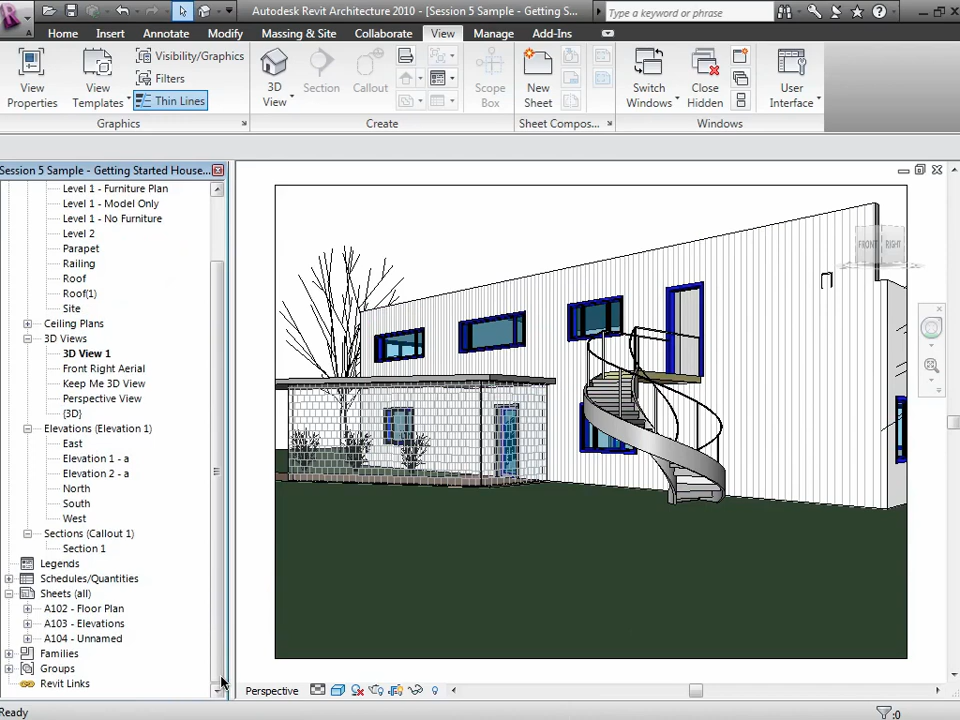 Autodesk Revit Architecture 2010 - [Session 5 Sample - Getting S...
Type a keyword or phrase
Home
Insert
Annotate
Modify
Massing & Site
Collaborate
View
Manage
Add-Ins
View
Properties
View
Templates
Visibility/Graphics
Filters
Thin Lines
3D
View
Section
Callout
Scope
Box
New
Sheet
Switch
Windows
Close
Hidden
User
Interface
Graphics
Create
Sheet Compos...
Windows
Session 5 Sample - Getting Started House...
Level 1 - Furniture Plan
Level 1 - Model Only
Level 1 - No Furniture
Level 2
Parapet
Railing
Roof
Roof(1)
Site
Ceiling Plans
3D Views
3D View 1
Front Right Aerial
Keep Me 3D View
Perspective View
{3D}
Elevations (Elevation 1)
East
Elevation 1 - a
Elevation 2 - a
North
South
West
Sections (Callout 1)
Section 1
Legends
Schedules/Quantities
Sheets (all)
A102 - Floor Plan
A103 - Elevations
A104 - Unnamed
Families
Groups
Revit Links
FRONT
RIGHT
Perspective
Ready
:0